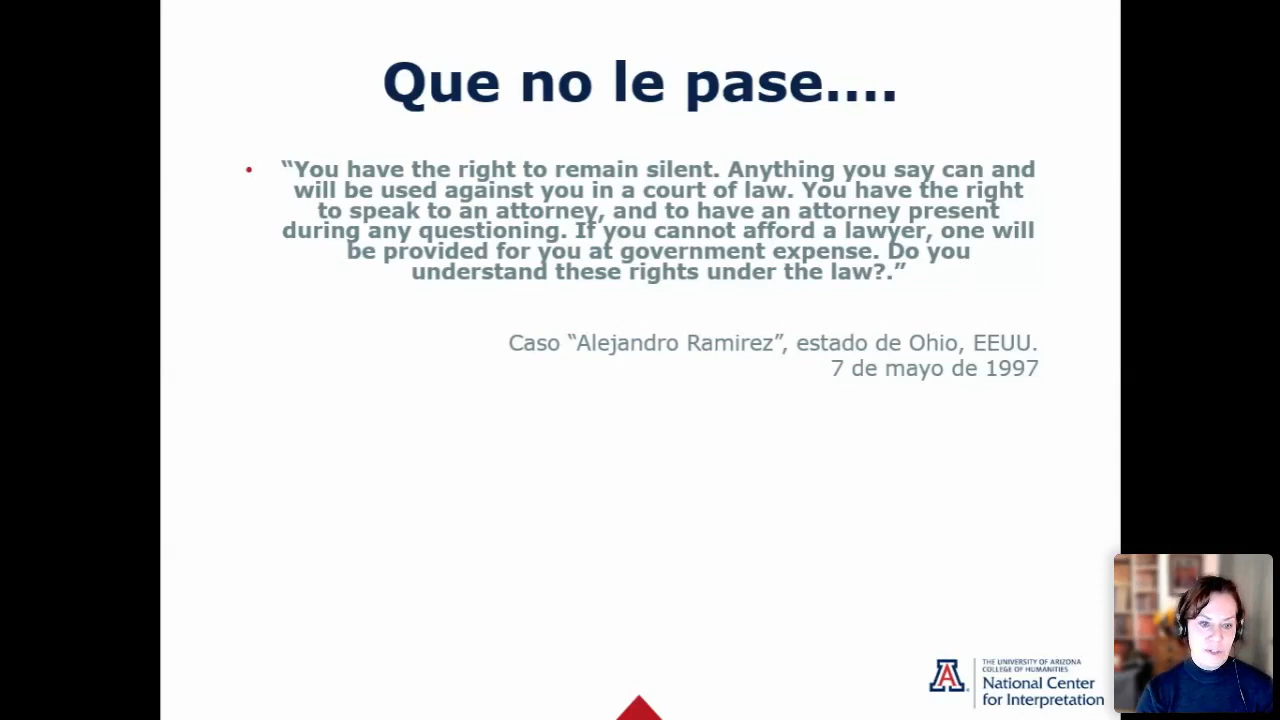 Que no le pase....
• “You have the right to remain silent. Anything you say can and
will be used against you in a court of law. You have the right
to speak to an attorney, and to have an attorney present
during any questioning. If you cannot afford a lawyer, one will
be provided for you at government expense. Do you
understand these rights under the law?.”
Caso “Alejandro Ramirez”, estado de Ohio, EEUU.
7 de mayo de 1997
A
THE UNIVERSITY OF ARIZONA
COLLEGE OF HUMANITIES
National Center
for Interpretation